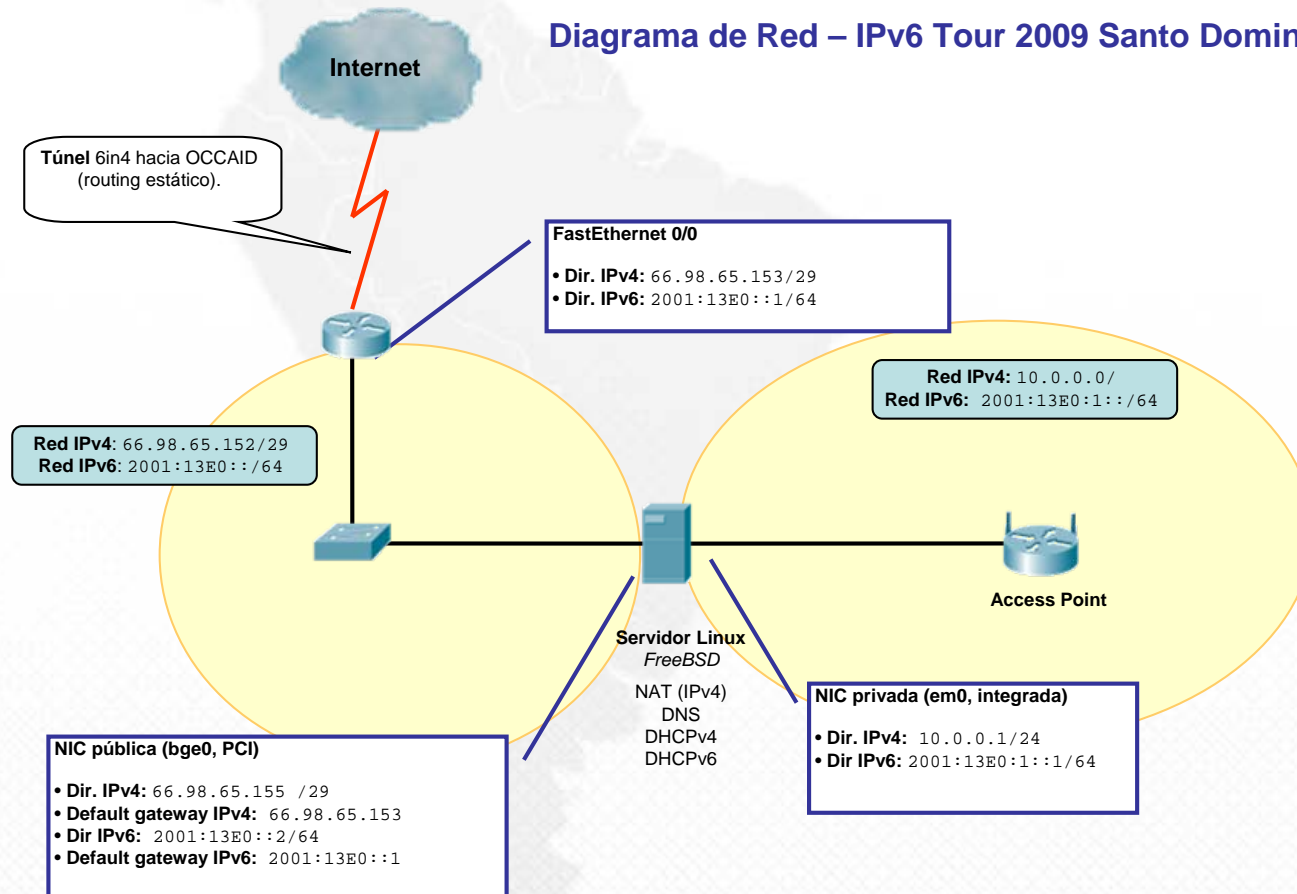 Diagrama de Red – IPv6 Tour 2009 Santo Domin
Internet
Túnel 6in4 hacia OCCAID
(routing estático).
FastEthernet 0/0
• Dir. IPv4: 66.98.65.153/29
• Dir. IPv6: 2001:13E0::1/64
Red IPv4: 10.0.0.0/
Red IPv6: 2001:13E0:1::/64
Red IPv4: 66.98.65.152/29
Red IPv6: 2001:13E0::/64
Access Point
Servidor Linux
FreeBSD
NAT (IPv4)
DNS
DHCPv4
DHCPv6
NIC privada (em0, integrada)
• Dir. IPv4: 10.0.0.1/24
• Dir IPv6: 2001:13E0:1::1/64
NIC pública (bge0, PCI)
• Dir. IPv4: 66.98.65.155 /29
• Default gateway IPv4: 66.98.65.153
• Dir IPv6: 2001:13E0::2/64
• Default gateway IPv6: 2001:13E0::1